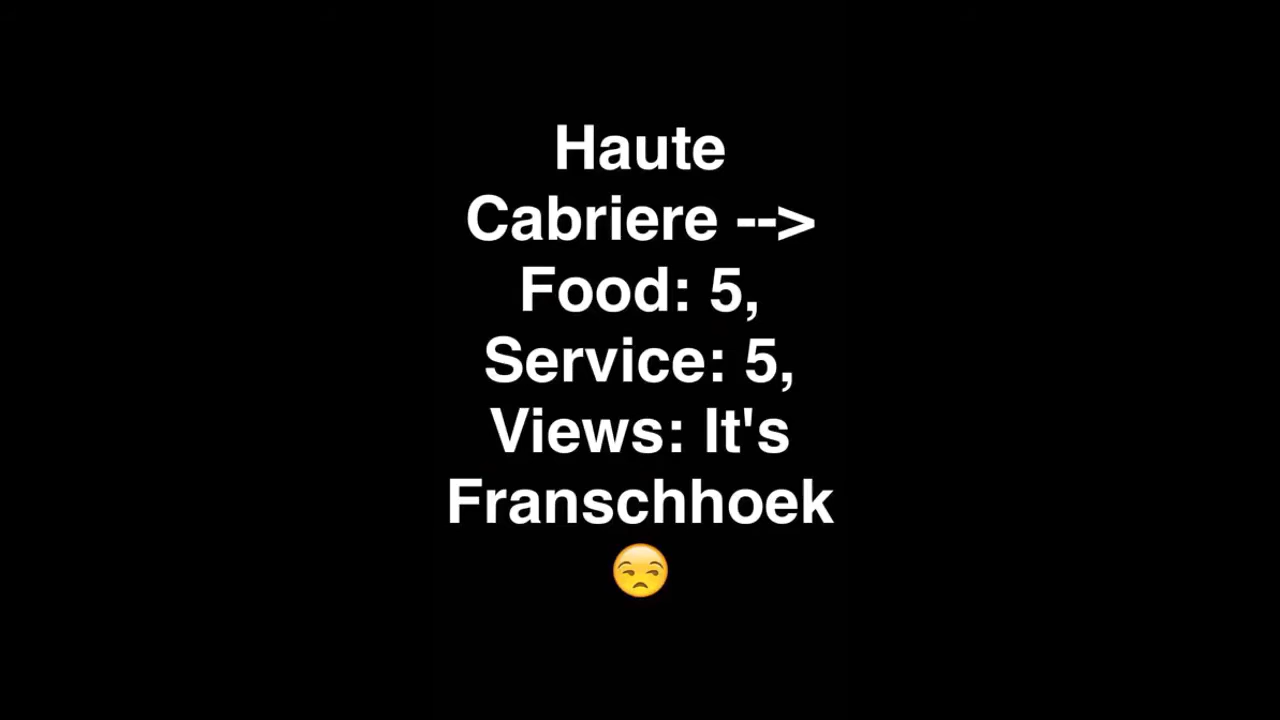 Haute
Cabriere -->
Food: 5,
Service: 5,
Views: It's
Franschhoek
😒